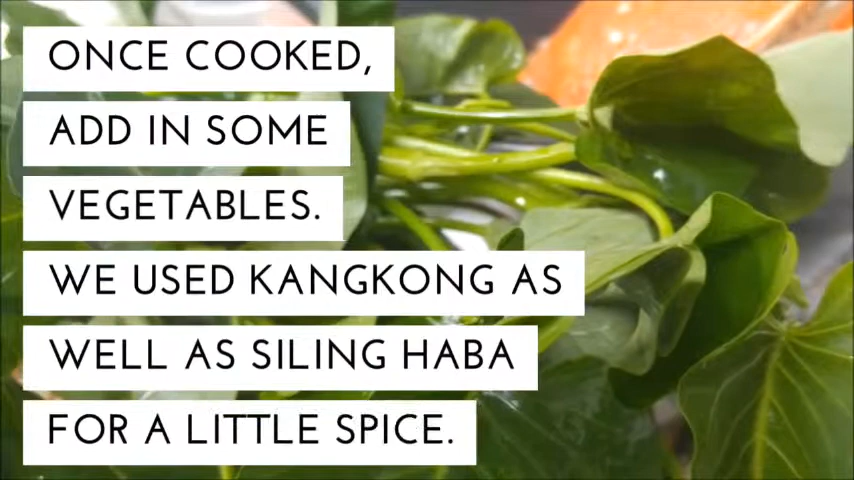 ONCE COOKED,
ADD IN SOME
VEGETABLES.
WE USED KANGKONG AS
WELL AS SILING HABA
FOR A LITTLE SPICE.